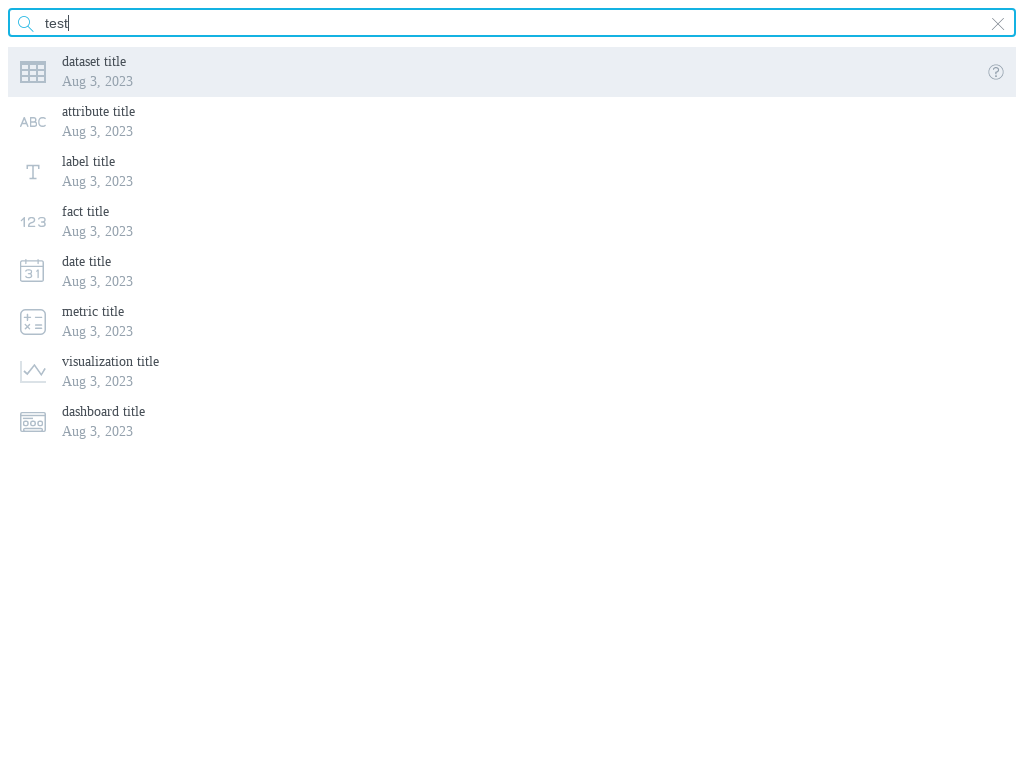 test
dataset title
Aug 3, 2023
ABC
attribute title
Aug 3, 2023
T
label title
Aug 3, 2023
123
fact title
Aug 3, 2023
31
date title
Aug 3, 2023
metric title
Aug 3, 2023
visualization title
Aug 3, 2023
dashboard title
Aug 3, 2023